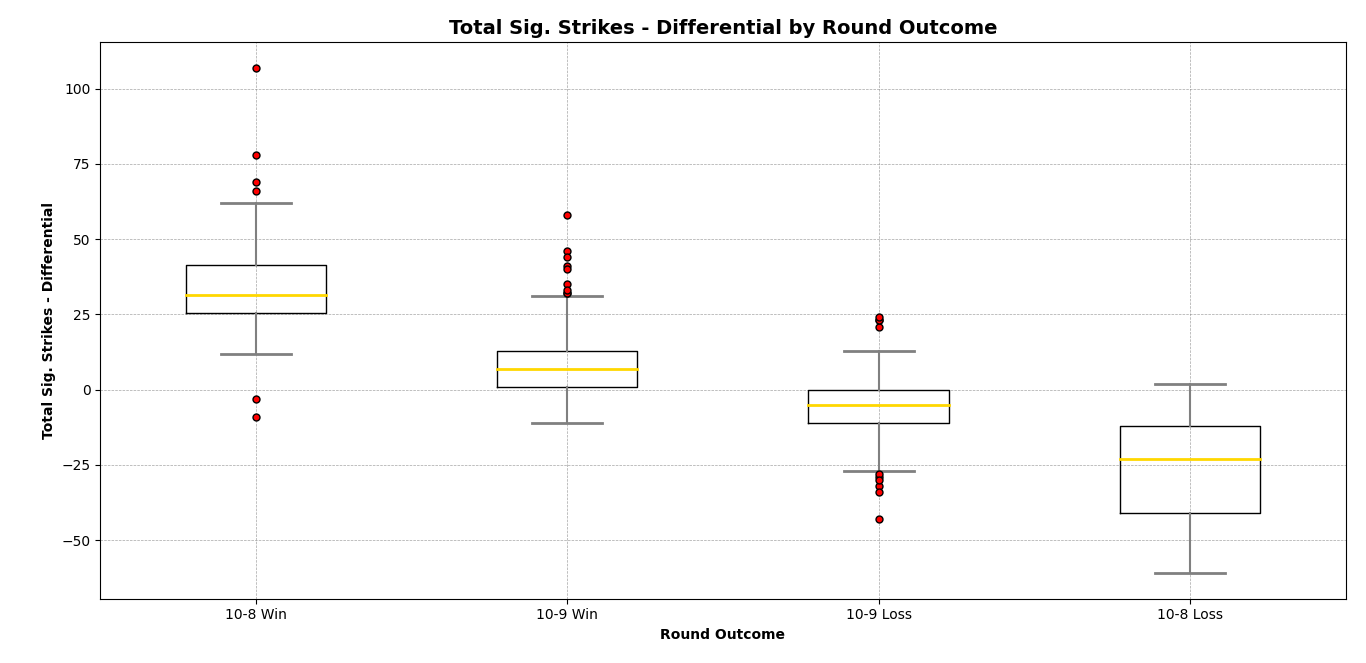 Total Sig. Strikes - Differential by Round Outcome
Total Sig. Strikes - Differential
100
75
50
25
0
−25
−50
10-8 Win
10-9 Win
10-9 Loss
10-8 Loss
Round Outcome